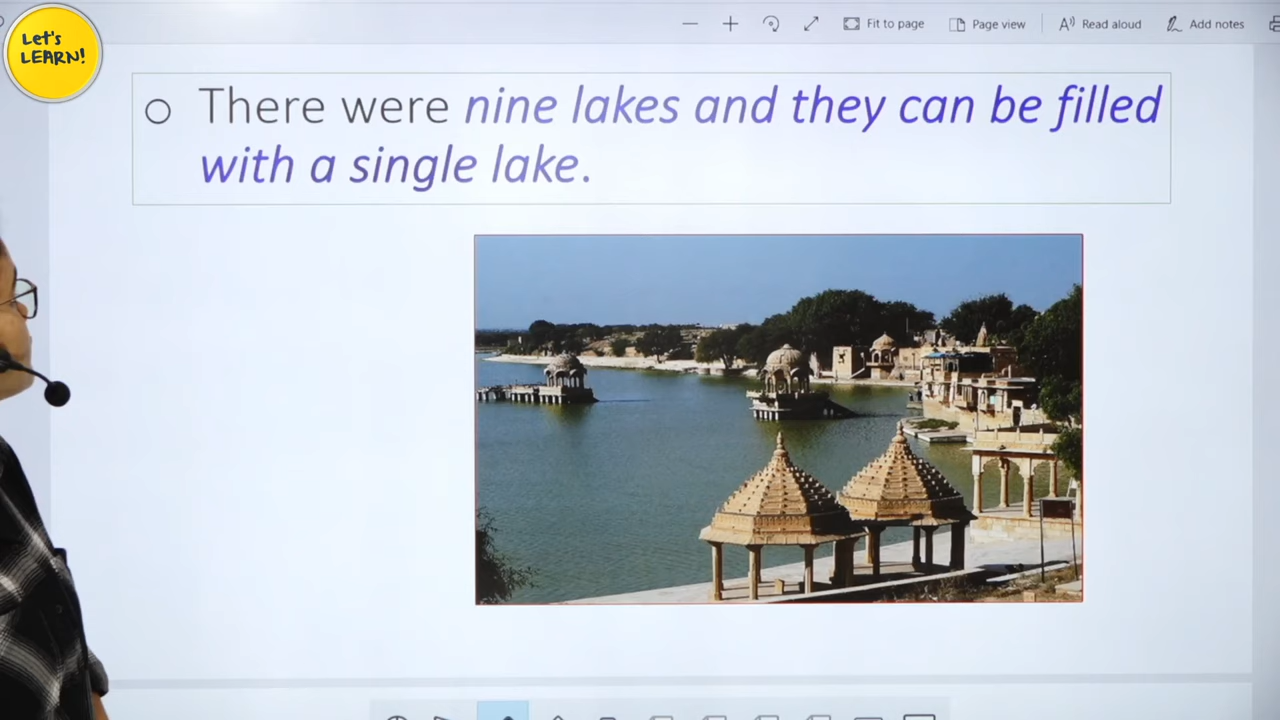 Let's
LEARN!
Fit to page
Page view
Read aloud
Add notes
There were nine lakes and they can be filled
with a single lake.